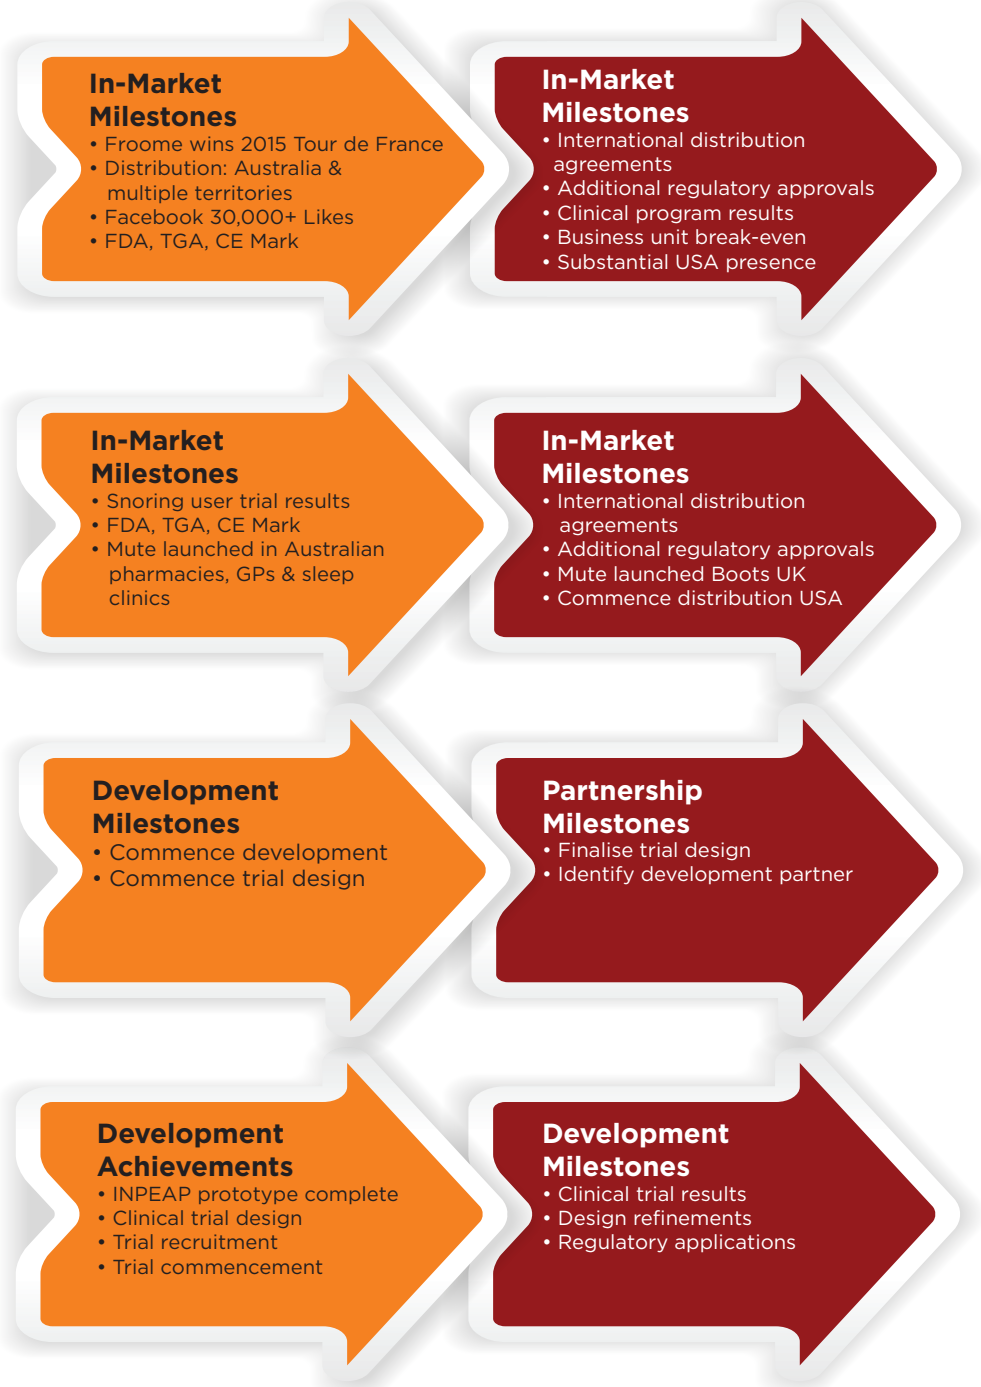 In-Market
Milestones
• Froome wins 2015 Tour de France
• Distribution: Australia &
multiple territories
• Facebook 30,000+ Likes
• FDA, TGA, CE Mark
In-Market
Milestones
• International distribution
agreements
• Additional regulatory approvals
• Clinical program results
• Business unit break-even
• Substantial USA presence
In-Market
Milestones
• Snoring user trial results
• FDA, TGA, CE Mark
• Mute launched in Australian
pharmacies, GPs & sleep
clinics
In-Market
Milestones
• International distribution
agreements
• Additional regulatory approvals
• Mute launched Boots UK
• Commence distribution USA
Development
Milestones
• Commence development
• Commence trial design
Partnership
Milestones
• Finalise trial design
• Identify development partner
Development
Achievements
• INPEAP prototype complete
• Clinical trial design
• Trial recruitment
• Trial commencement
Development
Milestones
• Clinical trial results
• Design refinements
• Regulatory applications